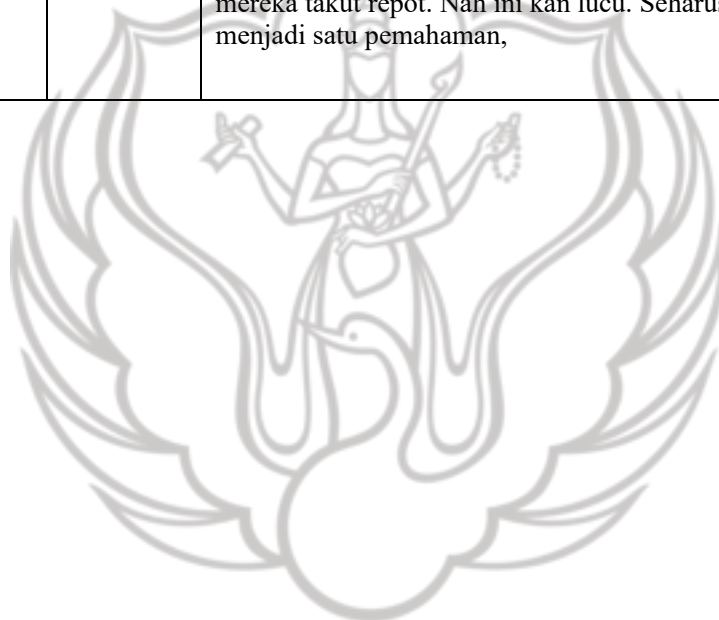 mereka takut repot. Nah ini kan lucu. Seharus
menjadi satu pemahaman,